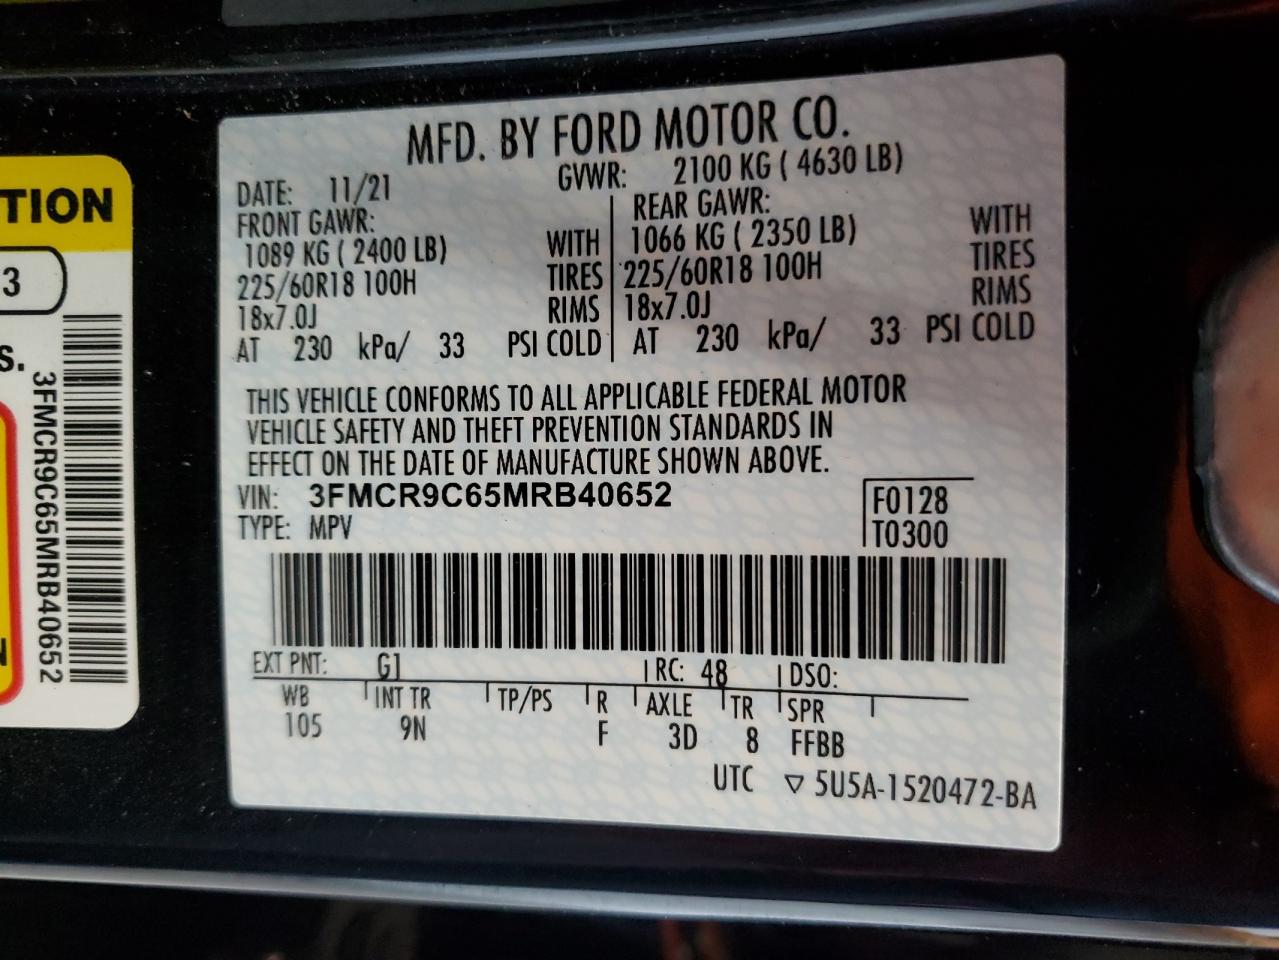 MFD. BY FORD MOTOR CO.
DATE: 11/21 GVWR: 2100 KG ( 4630 LB)
FRONT GAWR: REAR GAWR:
1089 KG ( 2400 LB) WITH 1066 KG ( 2350 LB) WITH
225/60R18 100H TIRES 225/60R18 100H TIRES
18x7.0J RIMS 18x7.0J RIMS
AT 230 kPa/ 33 PSI COLD AT 230 kPa/ 33 PSI COLD
THIS VEHICLE CONFORMS TO ALL APPLICABLE FEDERAL MOTOR
VEHICLE SAFETY AND THEFT PREVENTION STANDARDS IN
EFFECT ON THE DATE OF MANUFACTURE SHOWN ABOVE.
VIN: 3FMCR9C65MRB40652 F0128
TYPE: MPV T0300
EXT PNT: G1 RC: 48 DSO:
WB INT TR TP/PS R AXLE TR SPR
105 9N F 3D 8 FFBB
UTC ▽ 5U5A-1520472-BA
TION
3
S.
3FMCR9C65MRB40652
N